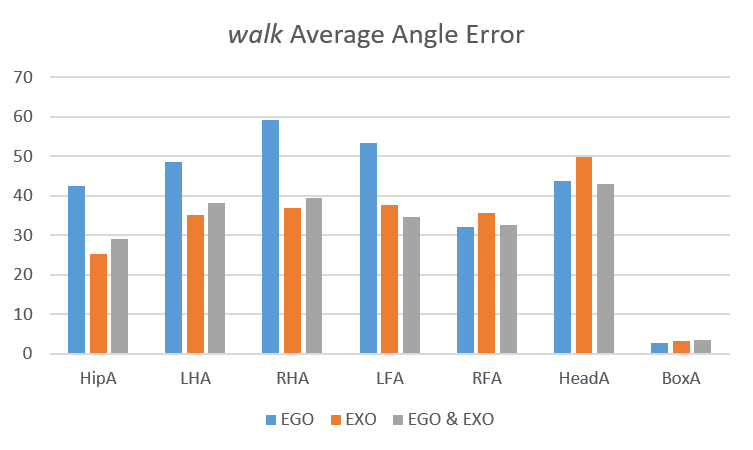 walk Average Angle Error
70
60
50
40
30
20
10
0
HipA LHA RHA LFA RFA HeadA BoxA
EGO EXO EGO & EXO